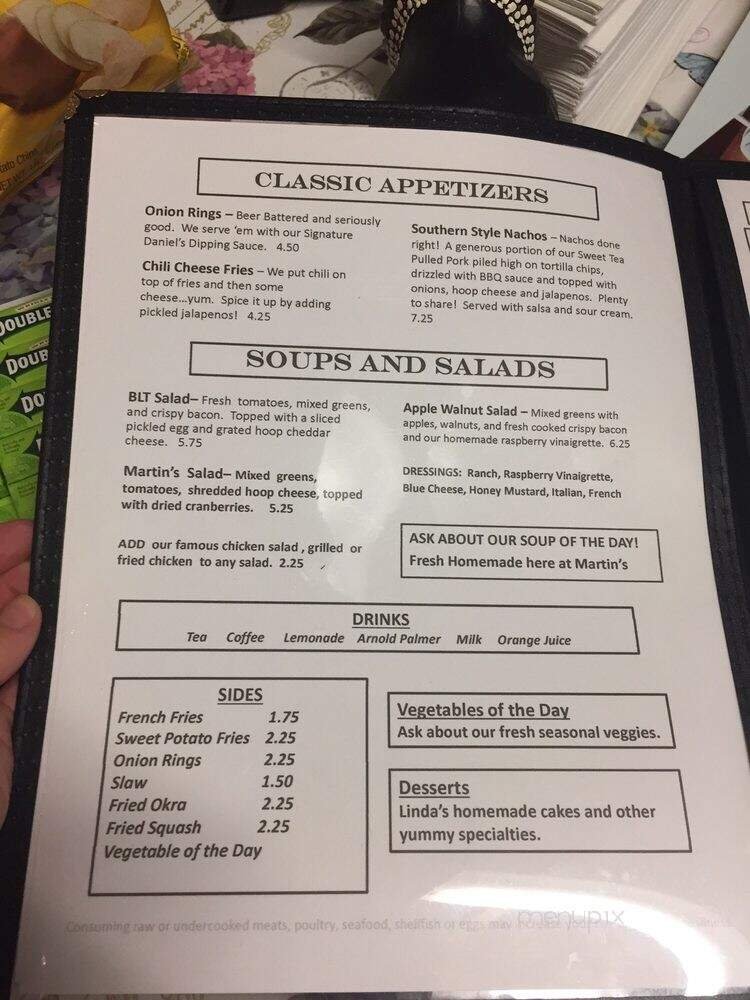 CLASSIC APPETIZERS
Onion Rings – Beer Battered and seriously
good. We serve 'em with our Signature
Daniel's Dipping Sauce. 4.50
Chili Cheese Fries – We put chili on
top of fries and then some
cheese...yum. Spice it up by adding
pickled jalapenos! 4.25
Southern Style Nachos – Nachos done
right! A generous portion of our Sweet Tea
Pulled Pork piled high on tortilla chips,
drizzled with BBQ sauce and topped with
onions, hoop cheese and jalapenos. Plenty
to share! Served with salsa and sour cream.
7.25
SOUPS AND SALADS
BLT Salad– Fresh tomatoes, mixed greens,
and crispy bacon. Topped with a sliced
pickled egg and grated hoop cheddar
cheese. 5.75
Martin's Salad– Mixed greens,
tomatoes, shredded hoop cheese, topped
with dried cranberries. 5.25
ADD our famous chicken salad , grilled or
fried chicken to any salad. 2.25
Apple Walnut Salad – Mixed greens with
apples, walnuts, and fresh cooked crispy bacon
and our homemade raspberry vinaigrette. 6.25
DRESSINGS: Ranch, Raspberry Vinaigrette,
Blue Cheese, Honey Mustard, Italian, French
ASK ABOUT OUR SOUP OF THE DAY!
Fresh Homemade here at Martin's
DRINKS
Tea Coffee Lemonade Arnold Palmer Milk Orange Juice
SIDES
French Fries 1.75
Sweet Potato Fries 2.25
Onion Rings 2.25
Slaw 1.50
Fried Okra 2.25
Fried Squash 2.25
Vegetable of the Day
Vegetables of the Day
Ask about our fresh seasonal veggies.
Desserts
Linda's homemade cakes and other
yummy specialties.
Consuming raw or undercooked meats, poultry, seafood, shellfish or eggs may
menupix
DOUBLE